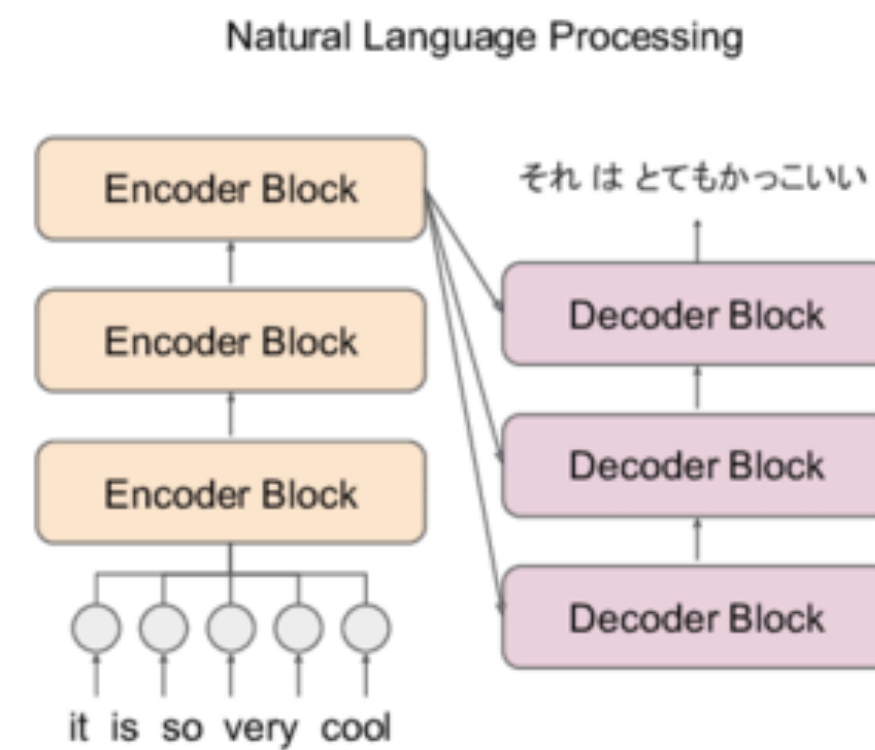 Natural Language Processing
Encoder Block
Encoder Block
Encoder Block
it is so very cool
それ は とてもかっこいい
Decoder Block
Decoder Block
Decoder Block